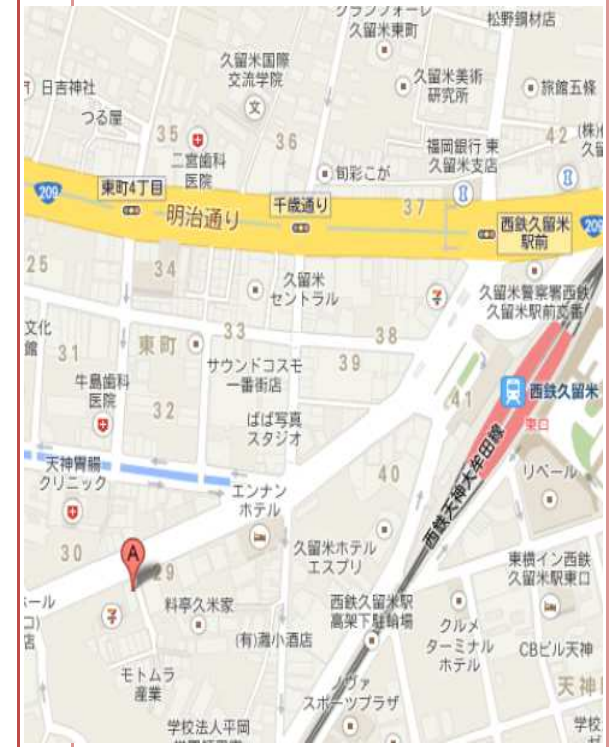 グランフォーレ
久留米東町
松野鋼材店
久留米国際
交流学院
文
日吉神社
つる屋
久留米美術
研究所
旅館五條
35
36
42
二宮歯科
医院
旬彩こが
福岡銀行 東
久留米支店
209
東町4丁目
明治通り
千歳通り
37
西鉄久留米
駅前
209
25
34
久留米
セントラル
久留米警察署西鉄
久留米駅前交番
文化
館
31
東町
33
38
サウンドコスモ
一番街店
39
牛島歯科
医院
32
ばば写真
スタジオ
41
西鉄久留米
東口
西鉄天神大牟田線
天神胃腸
クリニック
エンナン
ホテル
40
リベール
30
A
29
久留米ホテル
エスプリ
東横イン西鉄
久留米駅東口
料亭久米家
西鉄久留米駅
高架下駐輪場
クルメ
ターミナル
ホテル
(有)灘小酒店
CBビル天神
モトムラ
産業
ノヴァ
スポーツプラザ
天神
学校法人平岡
学校